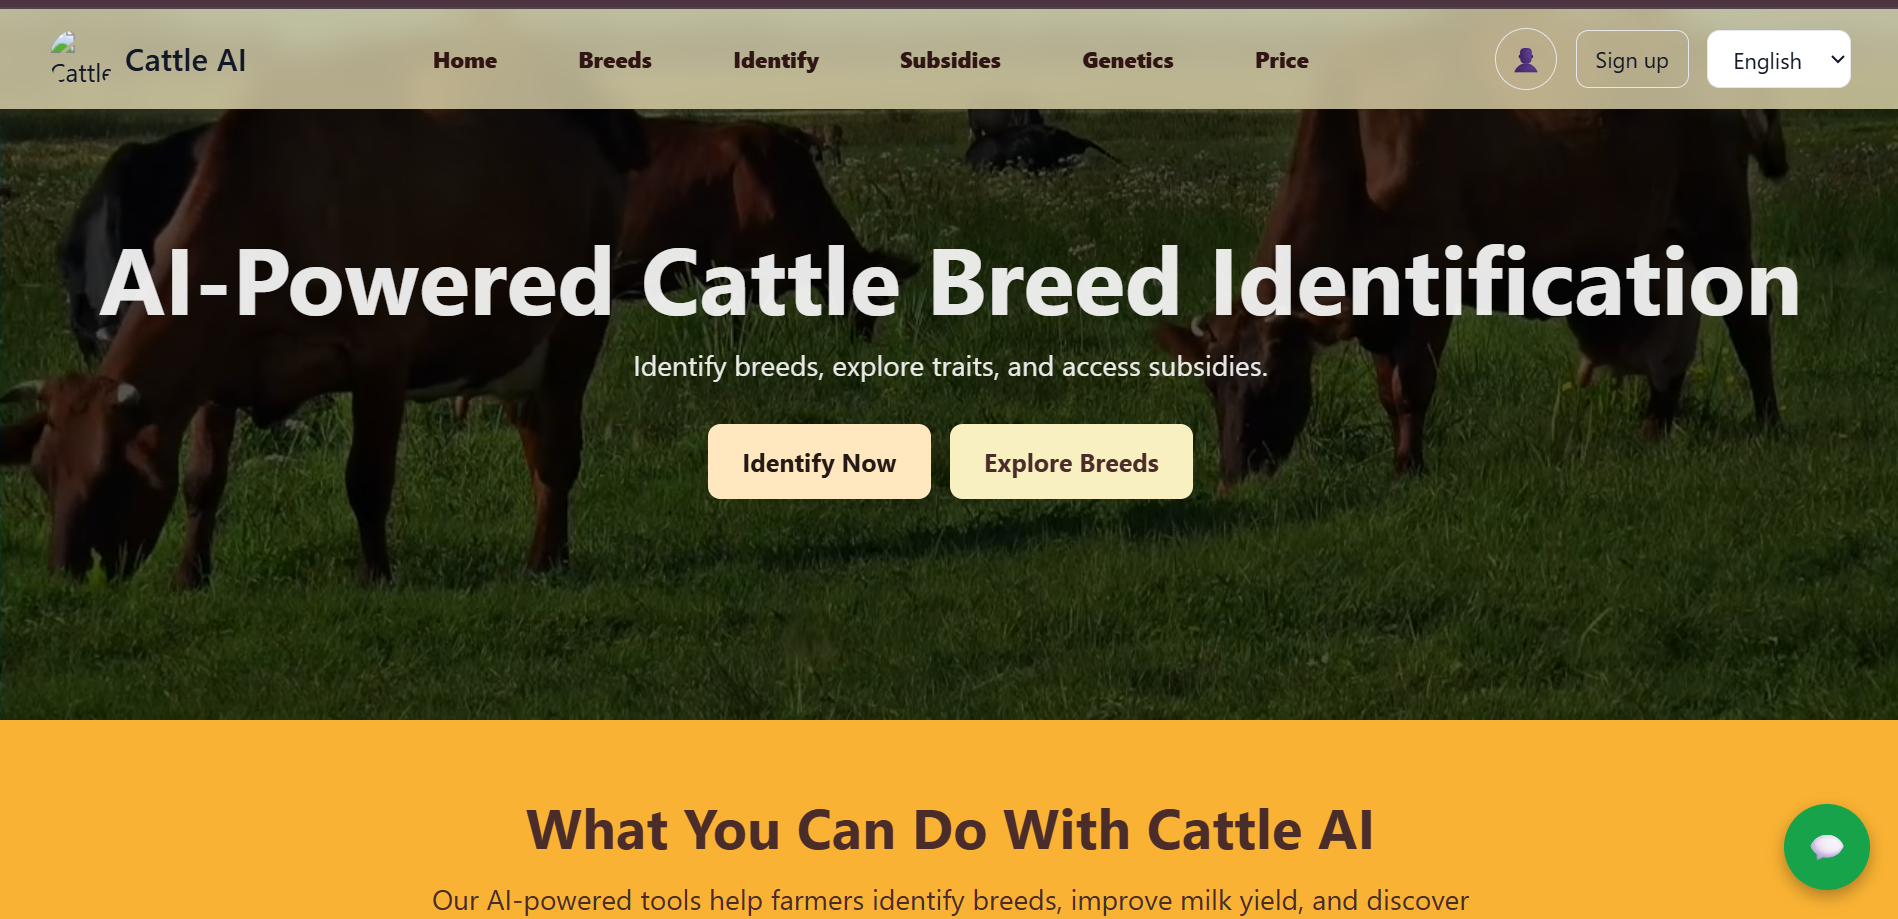 Cattle
Cattle AI
Home
Breeds
Identify
Subsidies
Genetics
Price
Sign up
English
AI-Powered Cattle Breed Identification
Identify breeds, explore traits, and access subsidies.
Identify Now
Explore Breeds
What You Can Do With Cattle AI
Our AI-powered tools help farmers identify breeds, improve milk yield, and discover